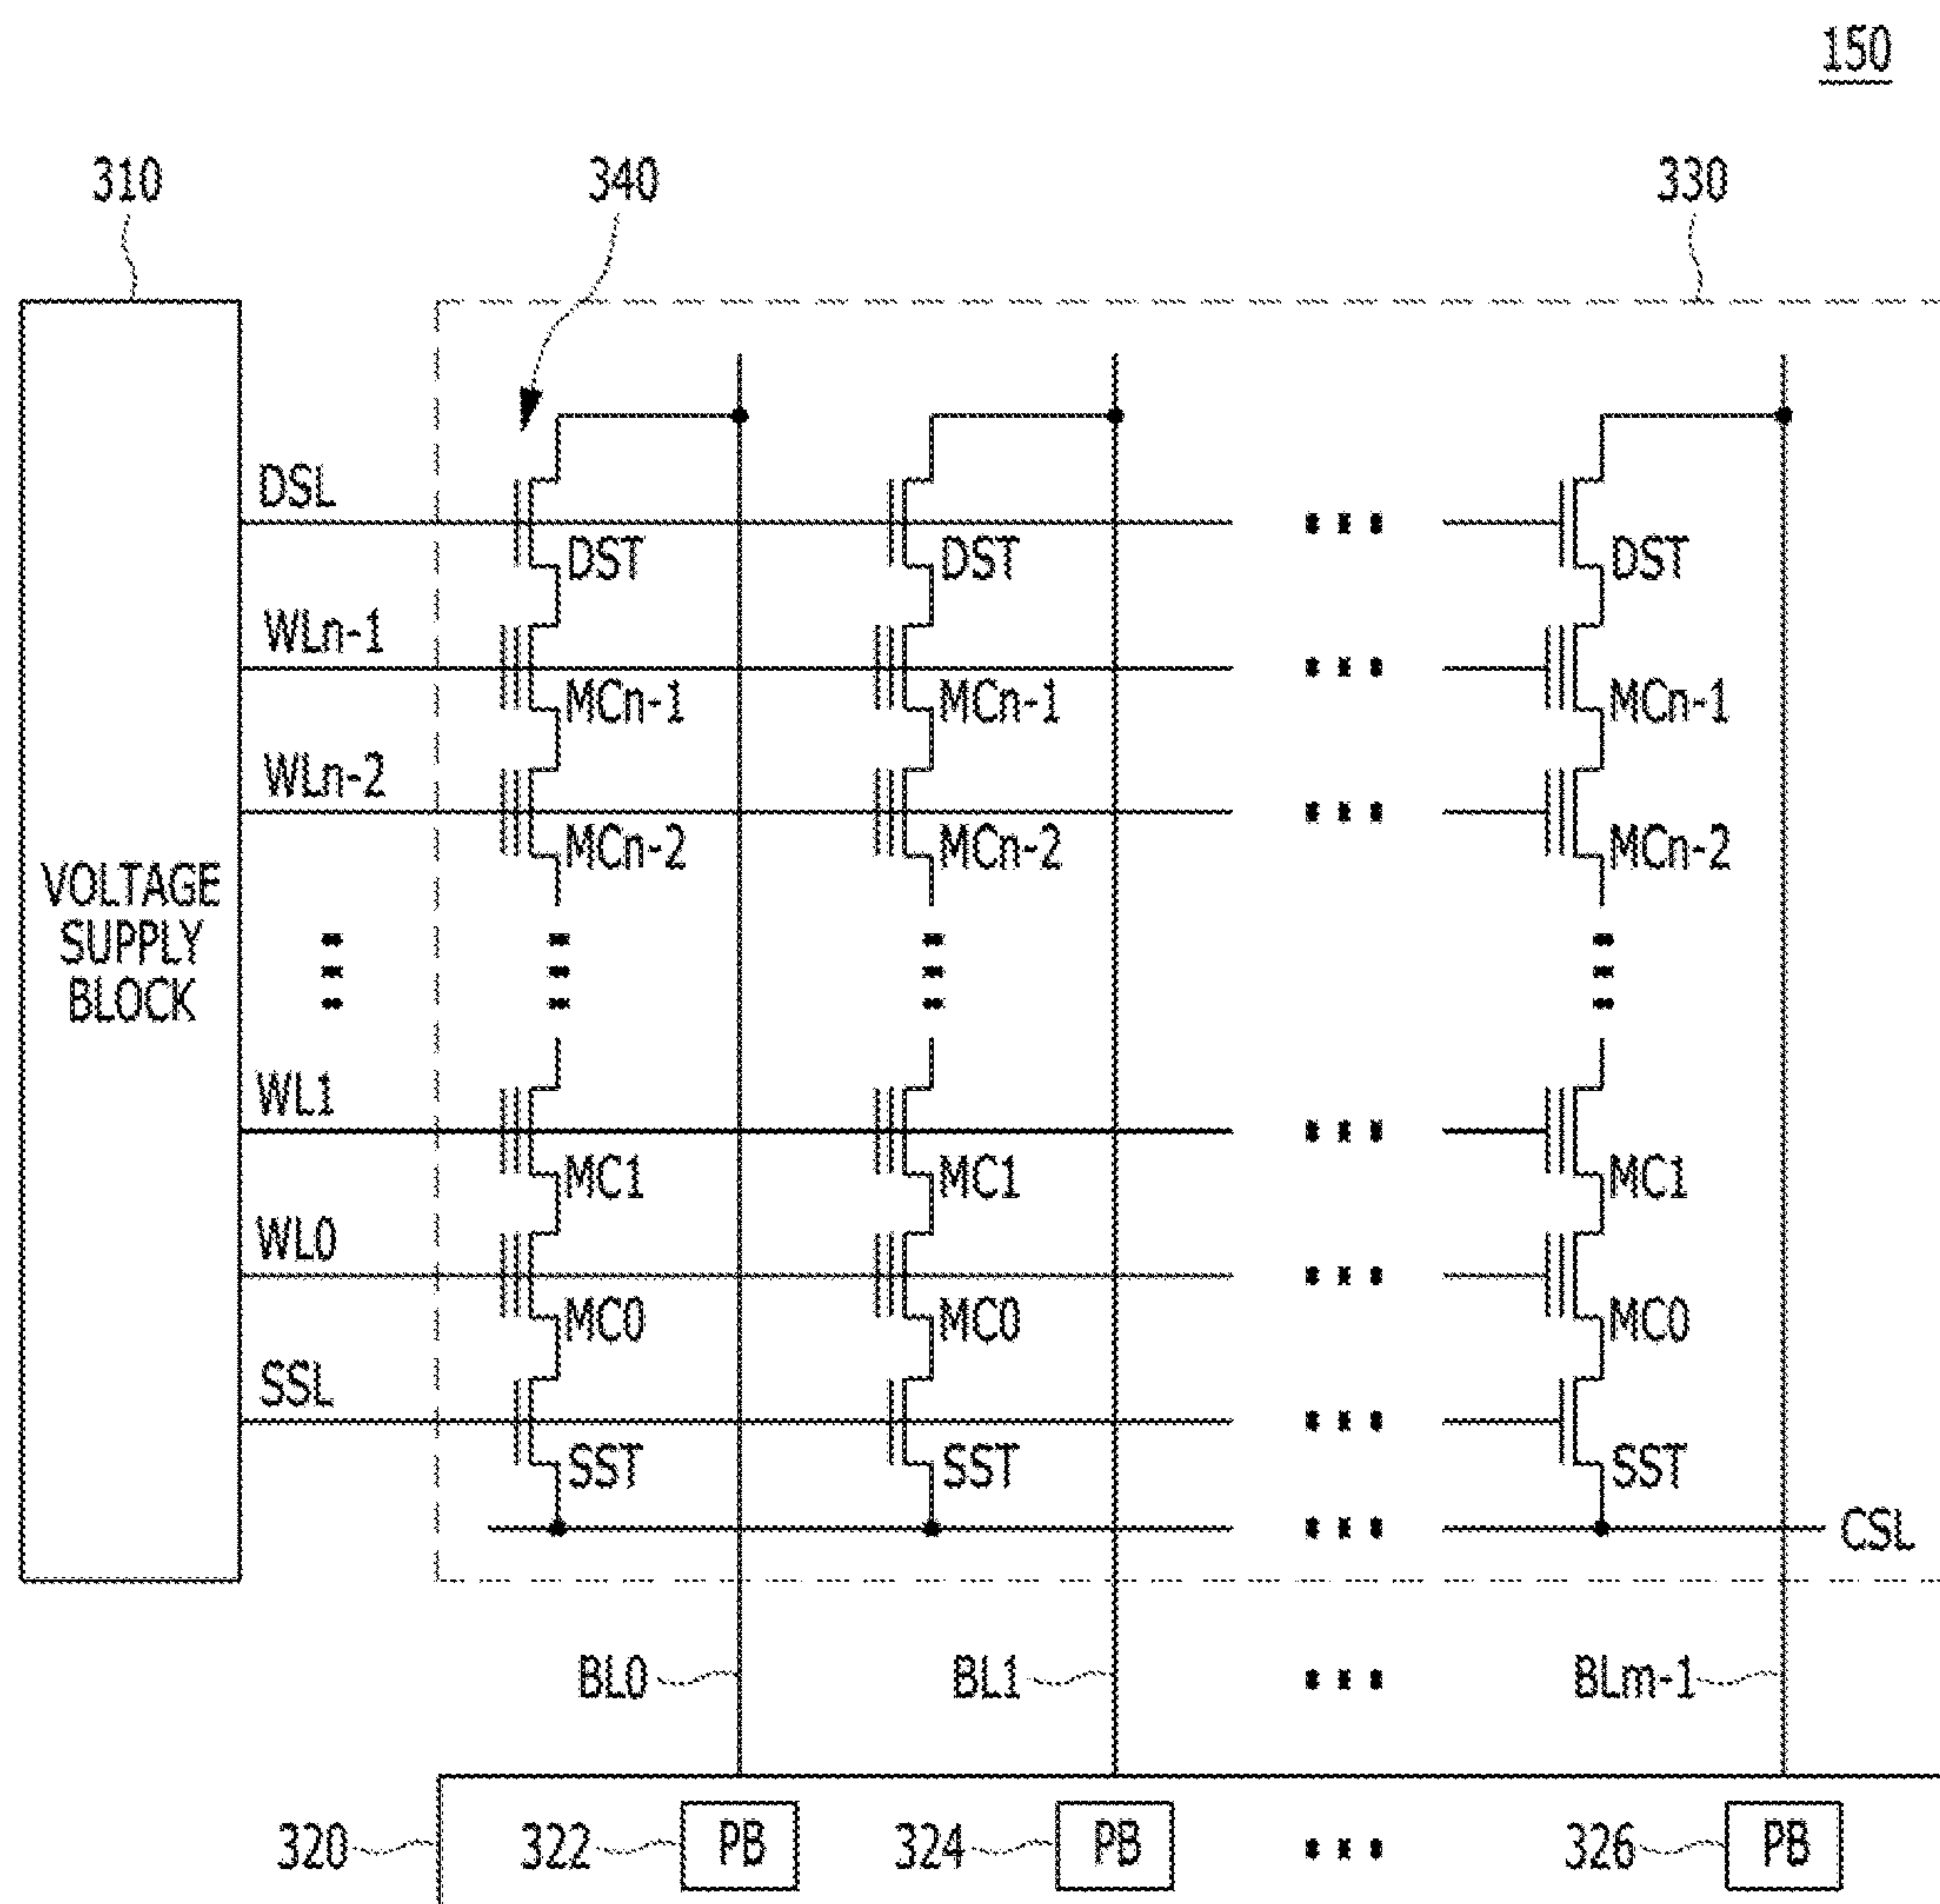 150
310
340
330
DSL
DST DST DST
WLn-1
MCn-1 MCn-1 MCn-1
WLn-2
MCn-2 MCn-2 MCn-2
VOLTAGE
SUPPLY
BLOCK
WL1
MC1 MC1 MC1
WL0
MC0 MC0 MC0
SSL
SST SST SST
CSL
BL0 BL1 BLm-1
320 322 PB 324 PB 326 PB